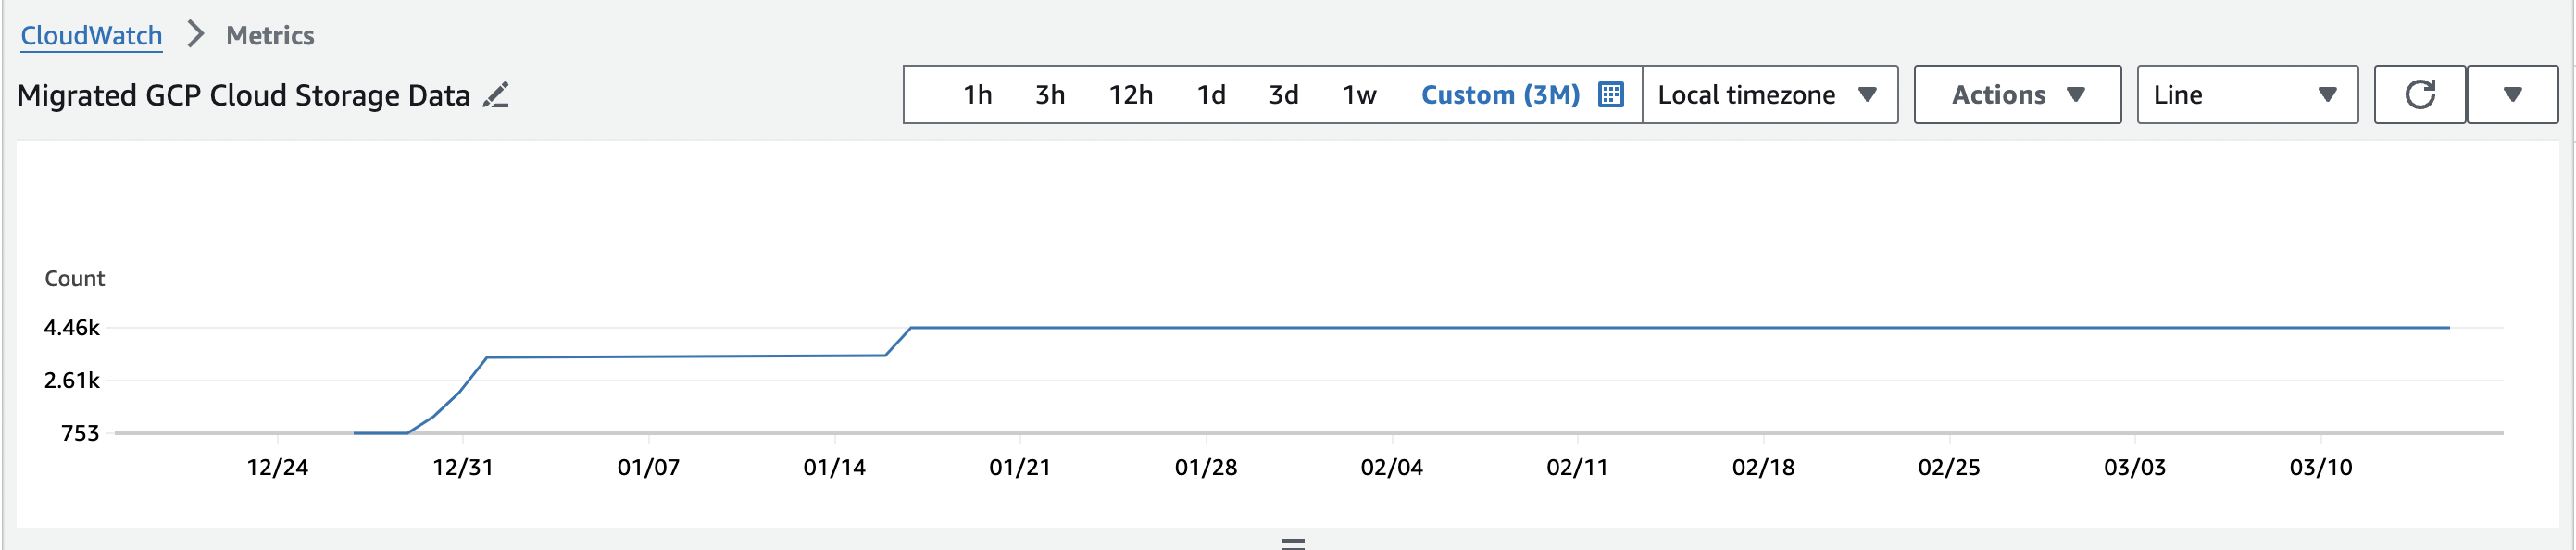 CloudWatch > Metrics
Migrated GCP Cloud Storage Data
1h 3h 12h 1d 3d 1w Custom (3M) Local timezone Actions Line
Count
4.46k
2.61k
753
12/24 12/31 01/07 01/14 01/21 01/28 02/04 02/11 02/18 02/25 03/03 03/10